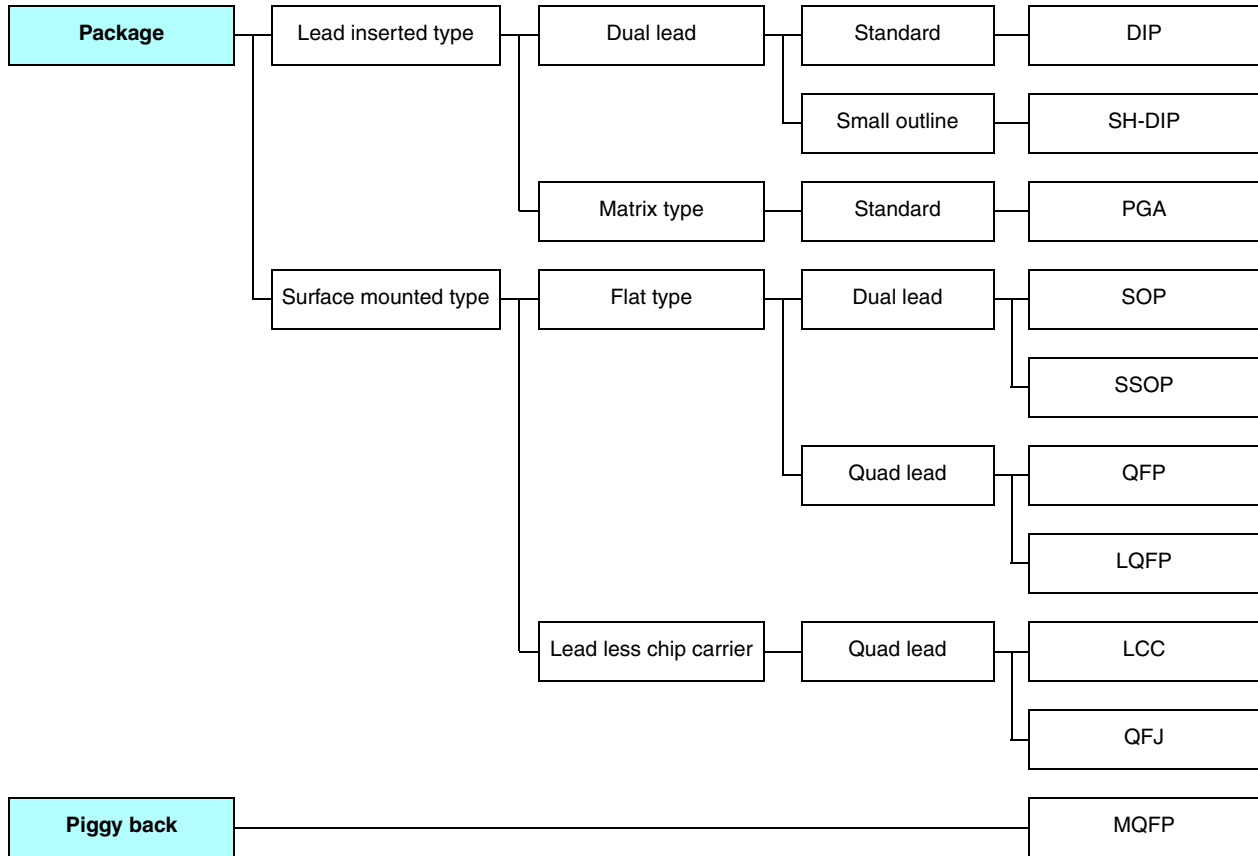 Package
Lead inserted type
Dual lead
Standard
DIP
Small outline
SH-DIP
Matrix type
Standard
PGA
Surface mounted type
Flat type
Dual lead
SOP
SSOP
Quad lead
QFP
LQFP
Lead less chip carrier
Quad lead
LCC
QFJ
Piggy back
MQFP